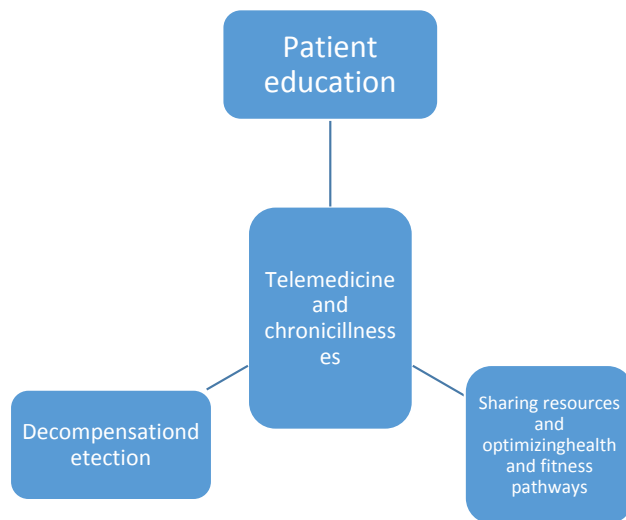 Patient
education
Telemedicine
and
chronicillness
es
Decompensationd
etection
Sharing resources
and
optimizinghealth
and fitness
pathways